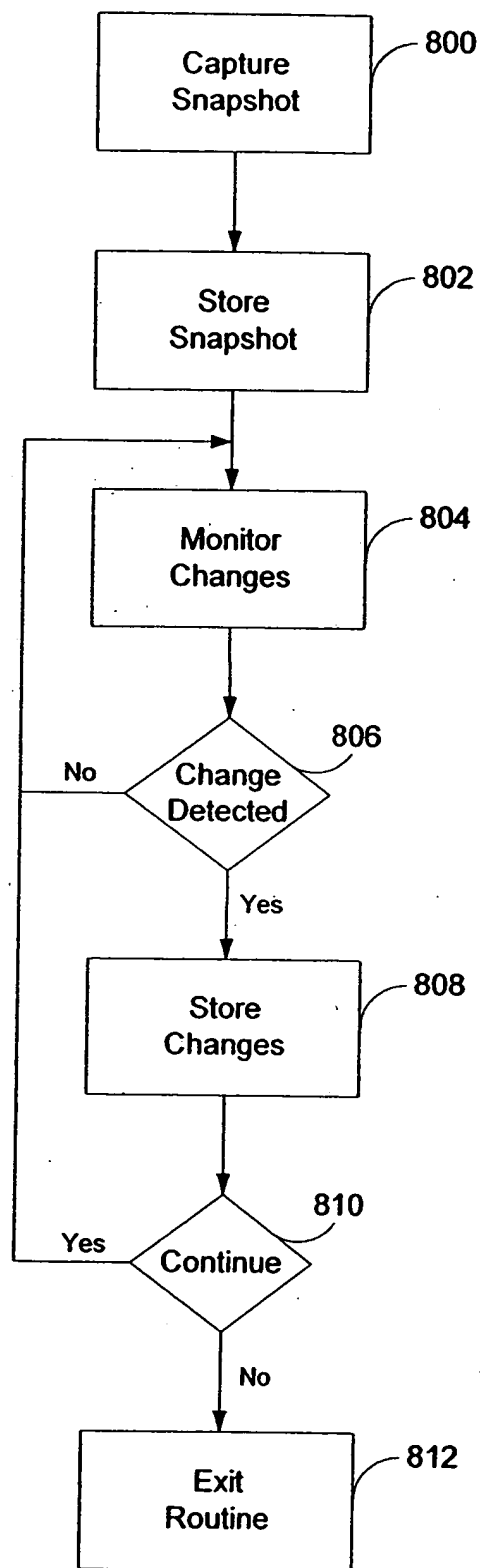 Capture
Snapshot
800
Store
Snapshot
802
Monitor
Changes
804
Change
Detected
806
No
Yes
Store
Changes
808
Continue
810
Yes
No
Exit
Routine
812